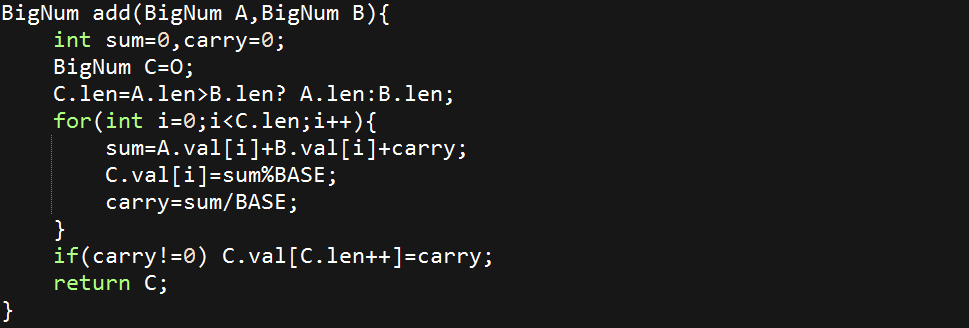 BigNum add(BigNum A,BigNum B){
    int sum=0,carry=0;
    BigNum C=O;
    C.len=A.len>B.len? A.len:B.len;
    for(int i=0;i<C.len;i++){
        sum=A.val[i]+B.val[i]+carry;
        C.val[i]=sum%BASE;
        carry=sum/BASE;
    }
    if(carry!=0) C.val[C.len++]=carry;
    return C;
}